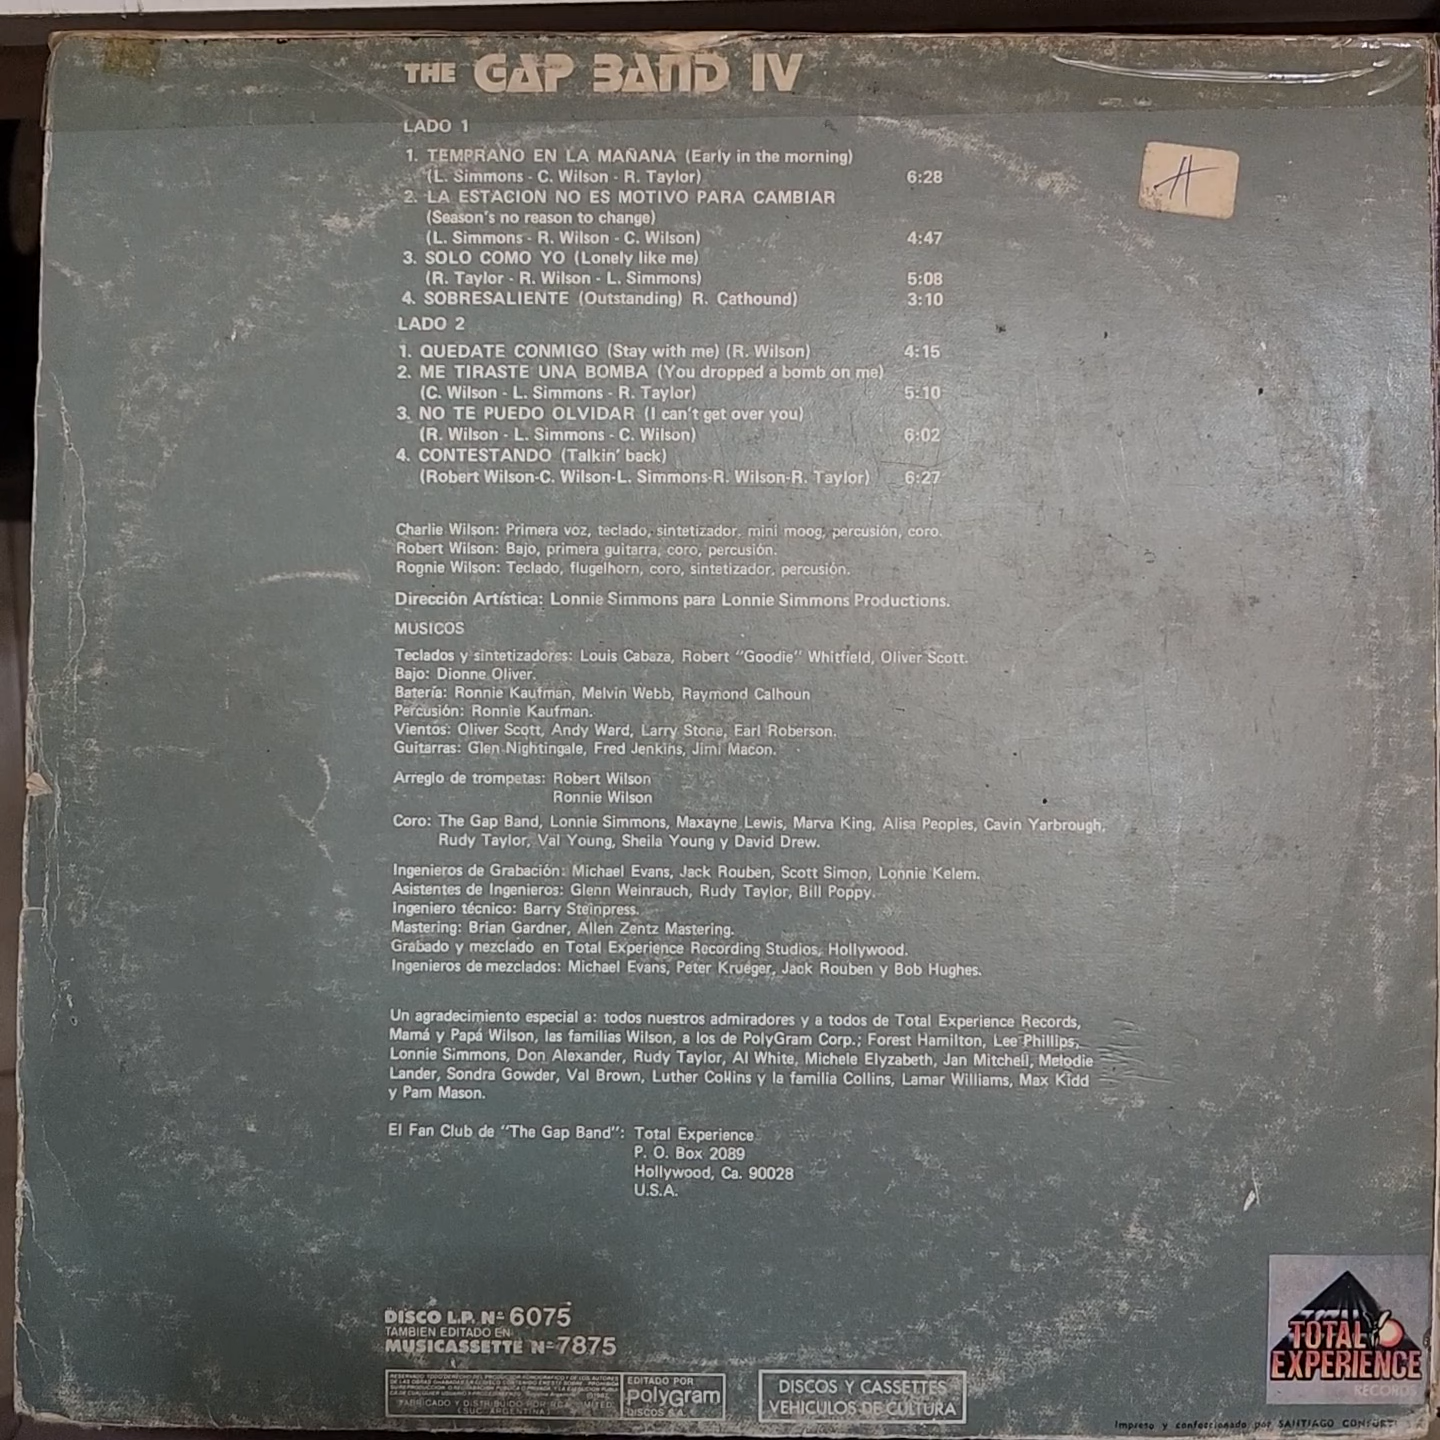 THE GAP BAND IV
LADO 1
1. TEMPRANO EN LA MAÑANA (Early in the morning)
(L. Simmons - C. Wilson - R. Taylor) 6:28
2. LA ESTACION NO ES MOTIVO PARA CAMBIAR
(Season's no reason to change)
(L. Simmons - R. Wilson - C. Wilson) 4:47
3. SOLO COMO YO (Lonely like me)
(R. Taylor - R. Wilson - L. Simmons) 5:08
4. SOBRESALIENTE (Outstanding) R. Cathound) 3:10
LADO 2
1. QUEDATE CONMIGO (Stay with me) (R. Wilson) 4:15
2. ME TIRASTE UNA BOMBA (You dropped a bomb on me)
(C. Wilson - L. Simmons - R. Taylor) 5:10
3. NO TE PUEDO OLVIDAR (I can't get over you)
(R. Wilson - L. Simmons - C. Wilson) 6:02
4. CONTESTANDO (Talkin' back)
(Robert Wilson-C. Wilson-L. Simmons-R. Wilson-R. Taylor) 6:27
Charlie Wilson: Primera voz, teclado, sintetizador, mini moog, percusión, coro.
Robert Wilson: Bajo, primera guitarra, coro, percusión.
Rognie Wilson: Teclado, flugelhorn, coro, sintetizador, percusión.
Dirección Artística: Lonnie Simmons para Lonnie Simmons Productions.
MUSICOS
Teclados y sintetizadores: Louis Cabaza, Robert "Goodie" Whitfield, Oliver Scott.
Bajo: Dionne Oliver.
Batería: Ronnie Kaufman, Melvin Webb, Raymond Calhoun
Percusión: Ronnie Kaufman.
Vientos: Oliver Scott, Andy Ward, Larry Stone, Earl Roberson.
Guitarras: Glen Nightingale, Fred Jenkins, Jimi Macon.
Arreglo de trompetas: Robert Wilson
Ronnie Wilson
Coro: The Gap Band, Lonnie Simmons, Maxayne Lewis, Marva King, Alisa Peoples, Cavin Yarbrough,
Rudy Taylor, Val Young, Sheila Young y David Drew.
Ingenieros de Grabación: Michael Evans, Jack Rouben, Scott Simon, Lonnie Kelem.
Asistentes de Ingenieros: Glenn Weinrauch, Rudy Taylor, Bill Poppy.
Ingeniero técnico: Barry Steinpress.
Mastering: Brian Gardner, Allen Zentz Mastering.
Grabado y mezclado en Total Experience Recording Studios, Hollywood.
Ingenieros de mezclados: Michael Evans, Peter Krueger, Jack Rouben y Bob Hughes.
Un agradecimiento especial a: todos nuestros admiradores y a todos de Total Experience Records,
Mamá y Papá Wilson, las familias Wilson, a los de PolyGram Corp.; Forest Hamilton, Lee Phillips,
Lonnie Simmons, Don Alexander, Rudy Taylor, Al White, Michele Elyzabeth, Jan Mitchell, Melodie
Lander, Sondra Gowder, Val Brown, Luther Collins y la familia Collins, Lamar Williams, Max Kidd
y Pam Mason.
El Fan Club de "The Gap Band": Total Experience
P. O. Box 2089
Hollywood, Ca. 90028
U.S.A.
A
DISCO L.P. Nº 6075
TAMBIEN EDITADO EN:
MUSICASSETTE Nº 7875
FABRICADO Y DISTRIBUIDO POR RCA LIMITED.
(SUC. ARGENTINA)
EDITADO POR
polyGram
DISCOS S.A.
DISCOS Y CASSETTES
VEHICULOS DE CULTURA
TOTAL
EXPERIENCE
RECORDS
Impreso y confeccionado por SANTIAGO